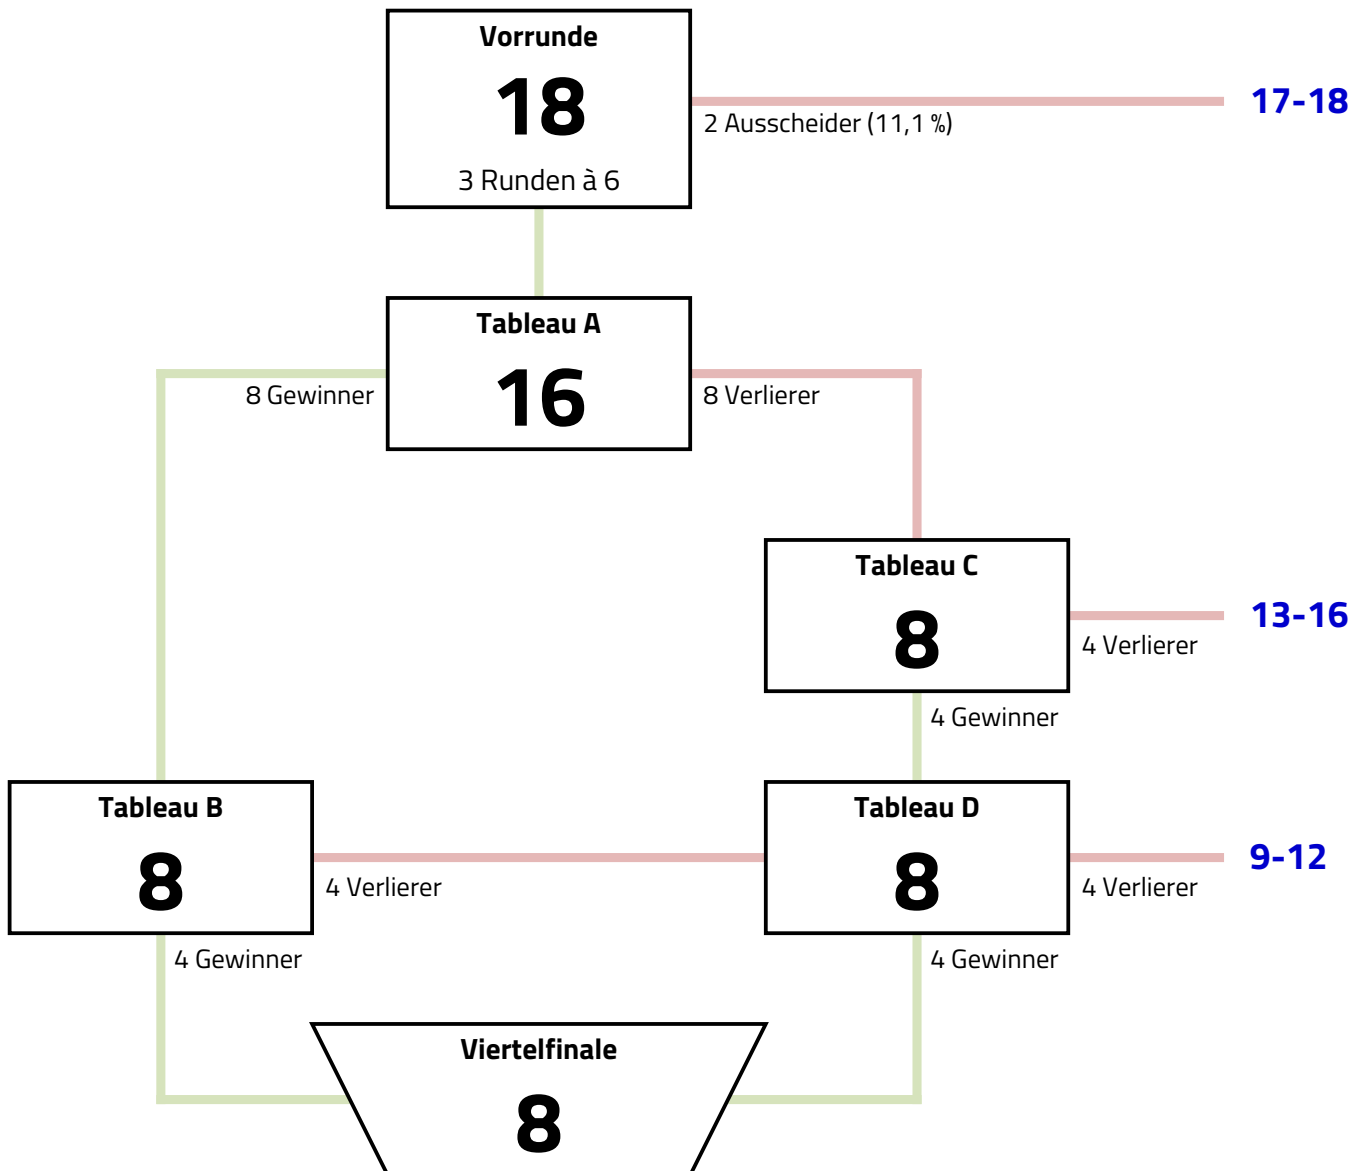 Vorrunde
18
3 Runden à 6
2 Ausscheider (11,1 %)
17-18
Tableau A
16
8 Gewinner
8 Verlierer
Tableau C
8
4 Verlierer
13-16
4 Gewinner
Tableau B
8
4 Verlierer
4 Gewinner
Tableau D
8
4 Verlierer
9-12
4 Gewinner
Viertelfinale
8